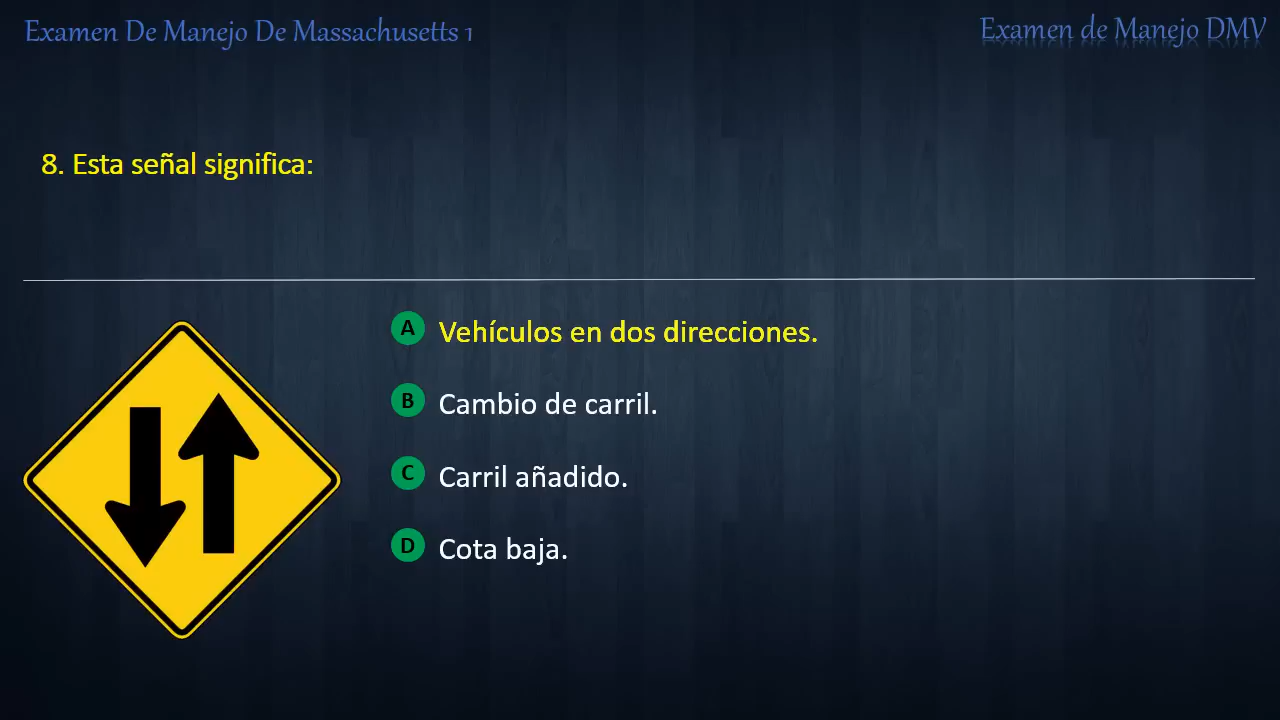 Examen De Manejo De Massachusetts 1
Examen de Manejo DMV
8. Esta señal significa:
A Vehículos en dos direcciones.
B Cambio de carril.
C Carril añadido.
D Cota baja.